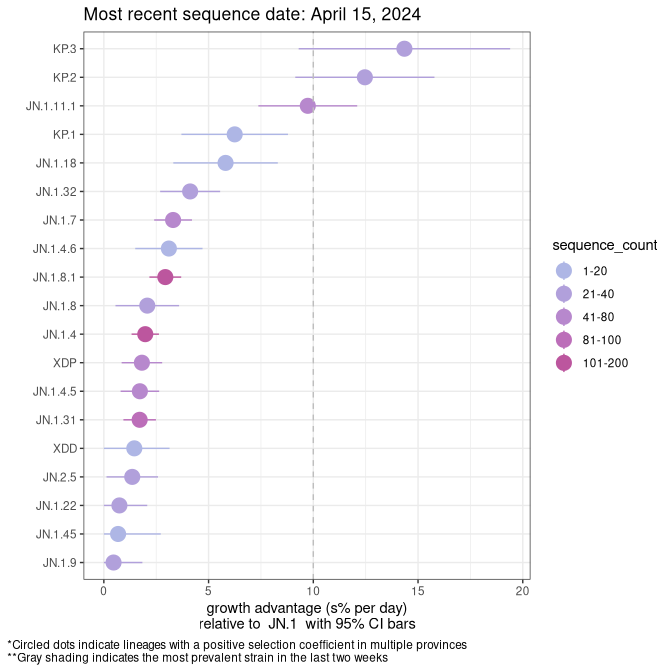 Most recent sequence date: April 15, 2024
KP.3
KP.2
JN.1.11.1
KP.1
JN.1.18
JN.1.32
JN.1.7
JN.1.4.6
JN.1.8.1
JN.1.8
JN.1.4
XDP
JN.1.4.5
JN.1.31
XDD
JN.2.5
JN.1.22
JN.1.45
JN.1.9
0 5 10 15 20
growth advantage (s% per day)
relative to JN.1 with 95% CI bars
sequence_count
1-20
21-40
41-80
81-100
101-200
*Circled dots indicate lineages with a positive selection coefficient in multiple provinces
**Gray shading indicates the most prevalent strain in the last two weeks